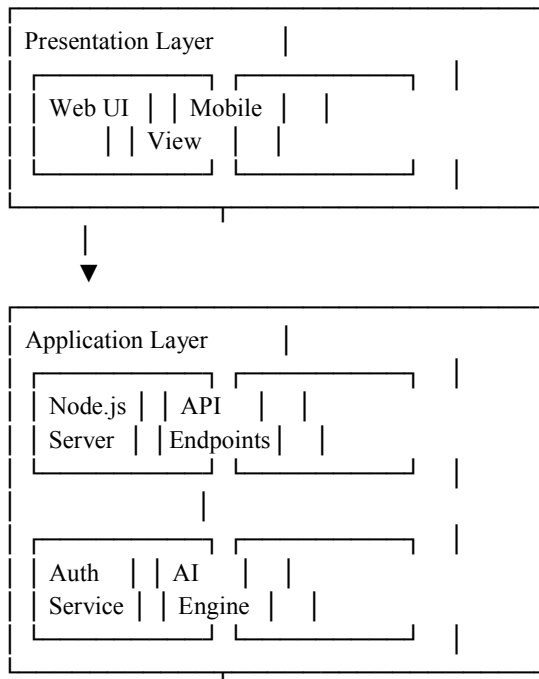 Presentation Layer
Web UI Mobile
View
Application Layer
Node.js API
Server Endpoints
Auth AI
Service Engine